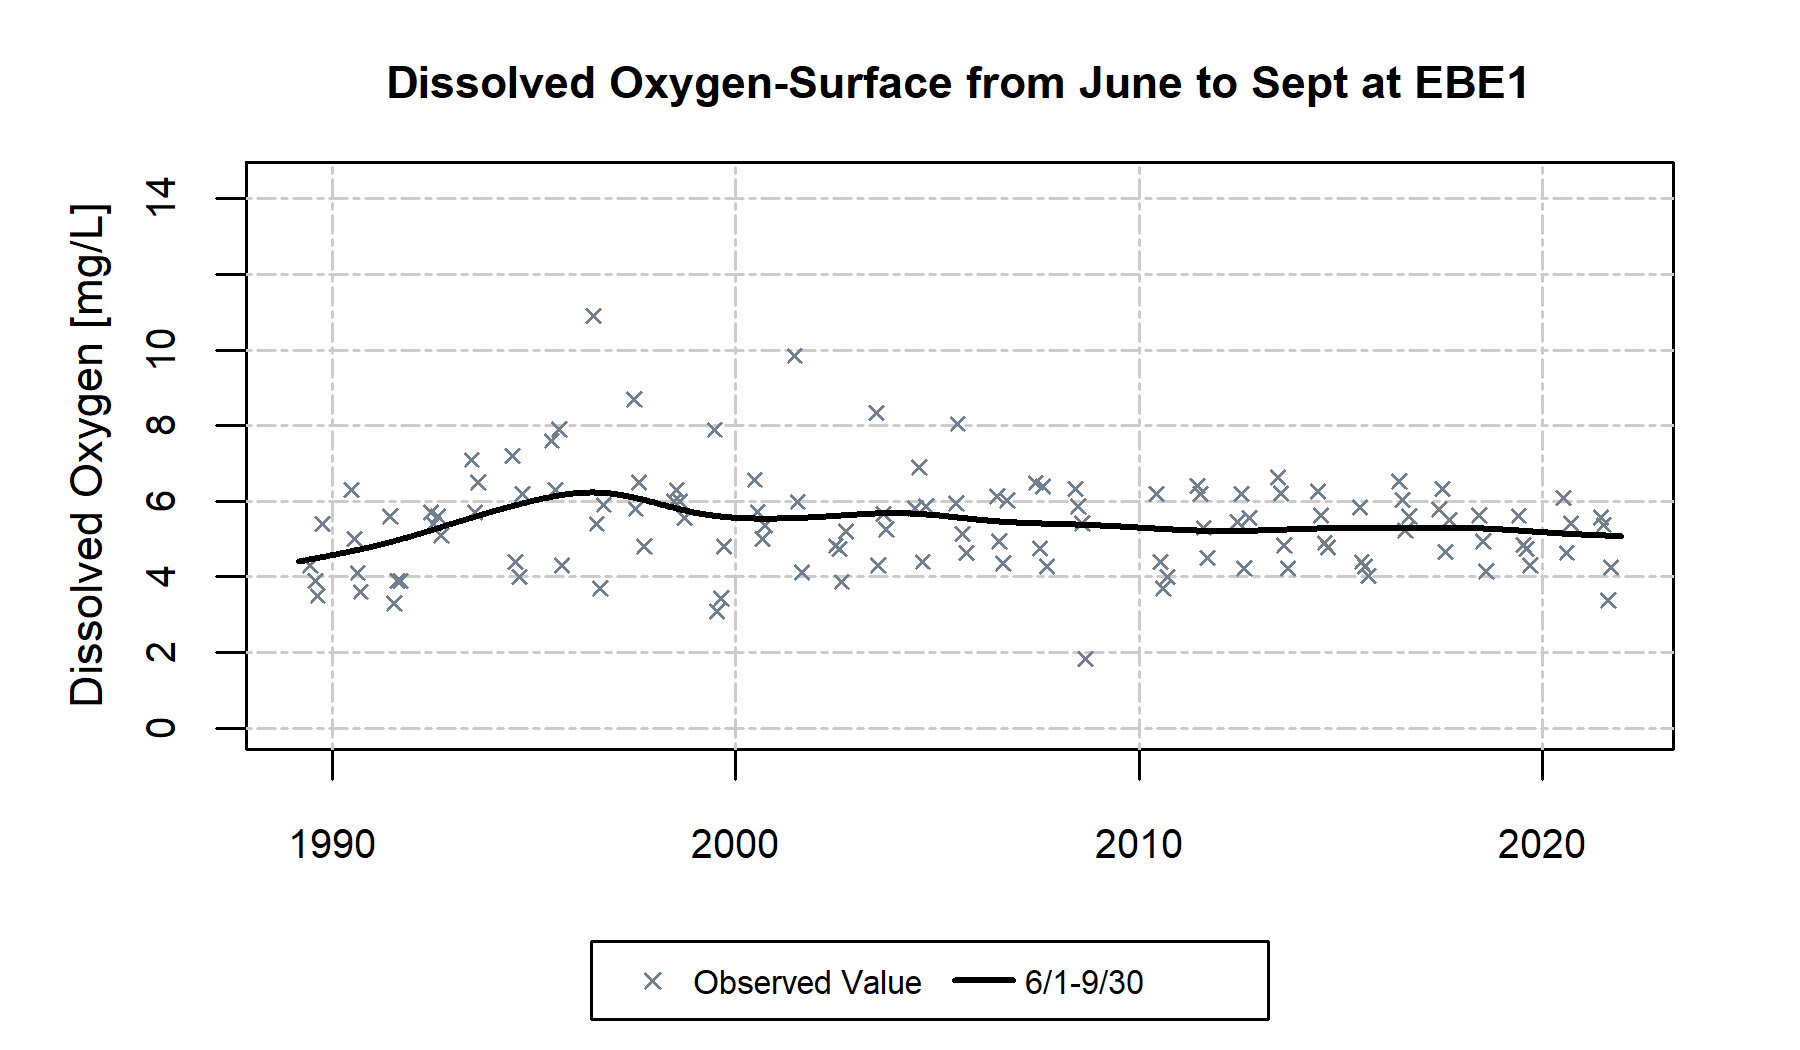 Dissolved Oxygen-Surface from June to Sept at EBE1
Dissolved Oxygen [mg/L]
14
10
8
6
4
2
0
1990 2000 2010 2020
Observed Value 6/1-9/30